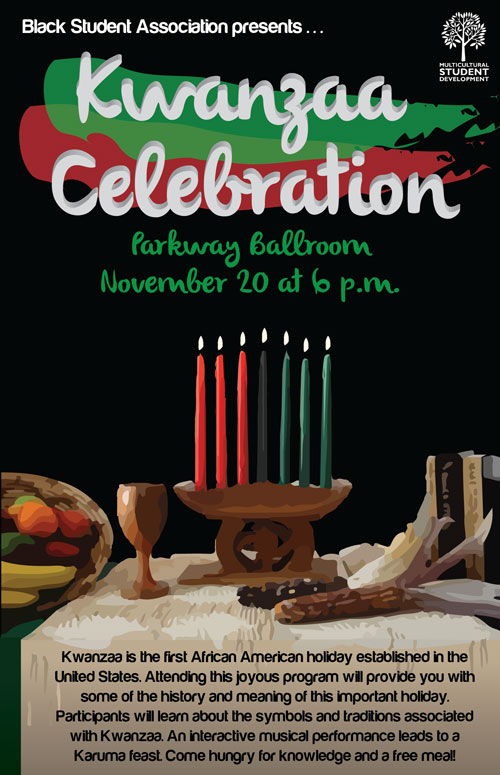 Black Student Association presents . . .
MULTICULTURAL
STUDENT
DEVELOPMENT
Kwanzaa
Celebration
Parkway Ballroom
November 20 at 6 p.m.
Kwanzaa is the first African American holiday established in the
United States. Attending this joyous program will provide you with
some of the history and meaning of this important holiday.
Participants will learn about the symbols and traditions associated
with Kwanzaa. An interactive musical performance leads to a
Karuma feast. Come hungry for knowledge and a free meal!